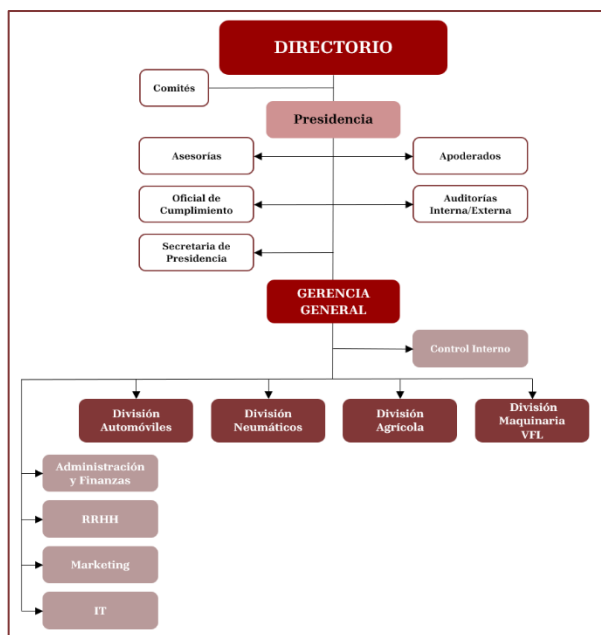 DIRECTORIO
Comités
Presidencia
Asesorías
Apoderados
Oficial de
Cumplimiento
Auditorías
Interna/Externa
Secretaria de
Presidencia
GERENCIA
GENERAL
Control Interno
División
Automóviles
División
Neumáticos
División
Agrícola
División
Maquinaria
VFL
Administración
y Finanzas
RRHH
Marketing
IT